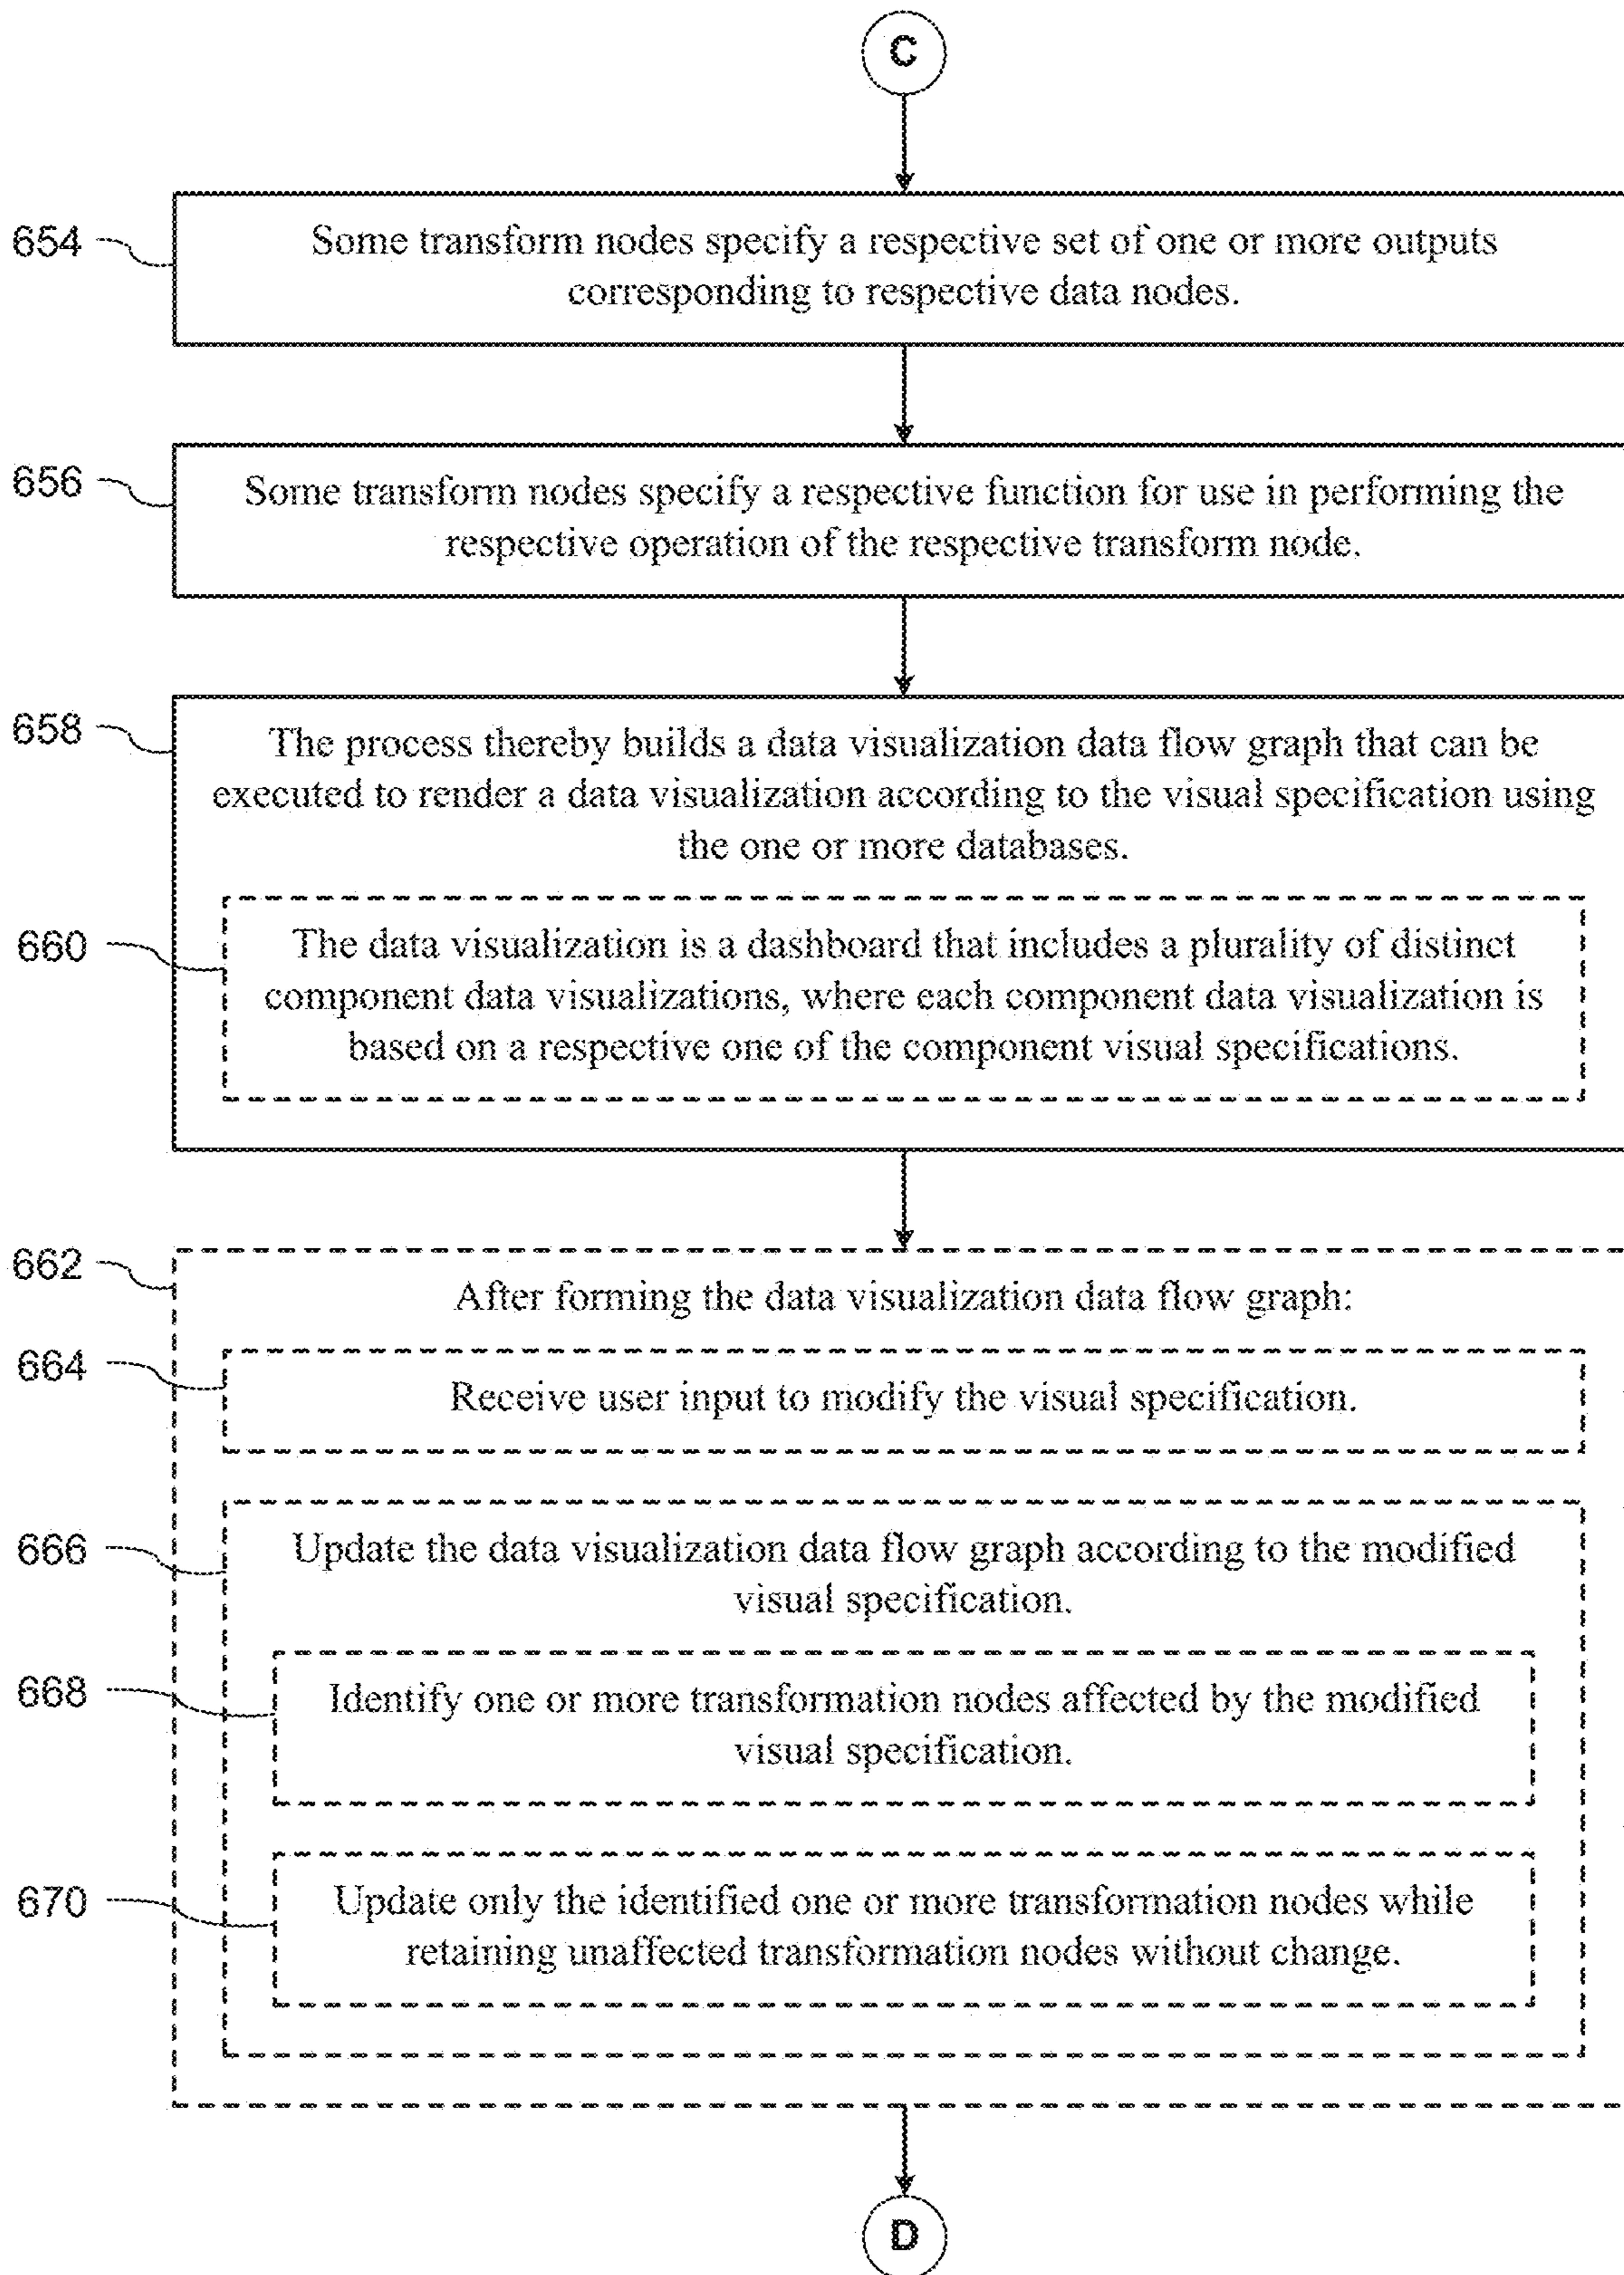 C
654
Some transform nodes specify a respective set of one or more outputs
corresponding to respective data nodes.
656
Some transform nodes specify a respective function for use in performing the
respective operation of the respective transform node.
658
The process thereby builds a data visualization data flow graph that can be
executed to render a data visualization according to the visual specification using
the one or more databases.
660
The data visualization is a dashboard that includes a plurality of distinct
component data visualizations, where each component data visualization is
based on a respective one of the component visual specifications.
662
After forming the data visualization data flow graph:
664
Receive user input to modify the visual specification.
666
Update the data visualization data flow graph according to the modified
visual specification.
668
Identify one or more transformation nodes affected by the modified
visual specification.
670
Update only the identified one or more transformation nodes while
retaining unaffected transformation nodes without change.
D